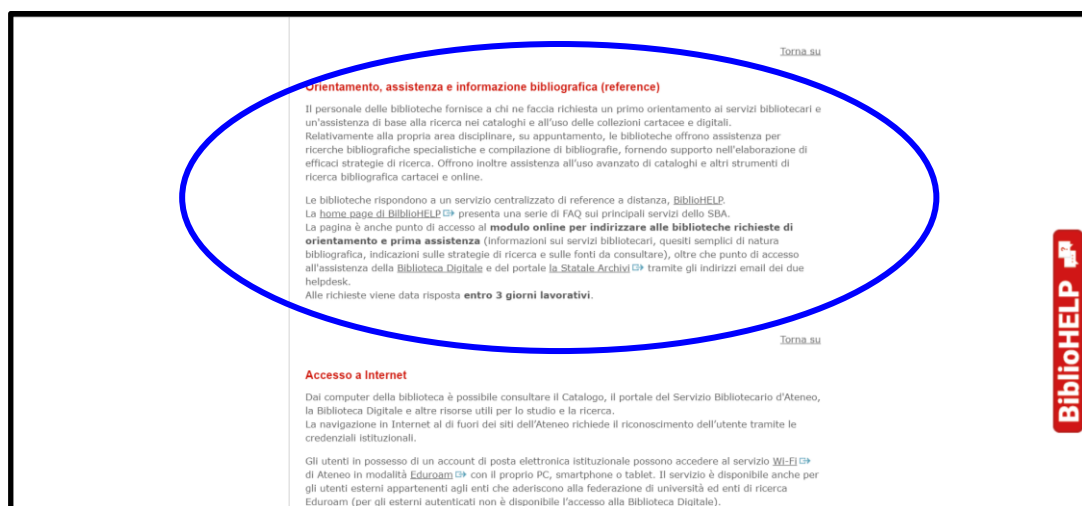 Torna su
Orientamento, assistenza e informazione bibliografica (reference)
Il personale delle biblioteche fornisce a chi ne faccia richiesta un primo orientamento ai servizi bibliotecari e
un'assistenza di base alla ricerca nei cataloghi e all'uso delle collezioni cartacee e digitali.
Relativamente alla propria area disciplinare, su appuntamento, le biblioteche offrono assistenza per
ricerche bibliografiche specialistiche e compilazione di bibliografie, fornendo supporto nell'elaborazione di
efficaci strategie di ricerca. Offrono inoltre assistenza all'uso avanzato di cataloghi e altri strumenti di
ricerca bibliografica cartacei e online.
Le biblioteche rispondono a un servizio centralizzato di reference a distanza, BiblioHELP.
La home page di BilblioHELP presenta una serie di FAQ sui principali servizi dello SBA.
La pagina è anche punto di accesso al modulo online per indirizzare alle biblioteche richieste di
orientamento e prima assistenza (informazioni sui servizi bibliotecari, quesiti semplici di natura
bibliografica, indicazioni sulle strategie di ricerca e sulle fonti da consultare), oltre che punto di accesso
all'assistenza della Biblioteca Digitale e del portale la Statale Archivi tramite gli indirizzi email dei due
helpdesk.
Alle richieste viene data risposta entro 3 giorni lavorativi.
Torna su
Accesso a Internet
Dai computer della biblioteca è possibile consultare il Catalogo, il portale del Servizio Bibliotecario d'Ateneo,
la Biblioteca Digitale e altre risorse utili per lo studio e la ricerca.
La navigazione in Internet al di fuori dei siti dell'Ateneo richiede il riconoscimento dell'utente tramite le
credenziali istituzionali.
Gli utenti in possesso di un account di posta elettronica istituzionale possono accedere al servizio Wi-Fi
di Ateneo in modalità Eduroam con il proprio PC, smartphone o tablet. Il servizio è disponibile anche per
gli utenti esterni appartenenti agli enti che aderiscono alla federazione di università ed enti di ricerca
Eduroam (per gli esterni autenticati non è disponibile l'accesso alla Biblioteca Digitale).
BiblioHELP